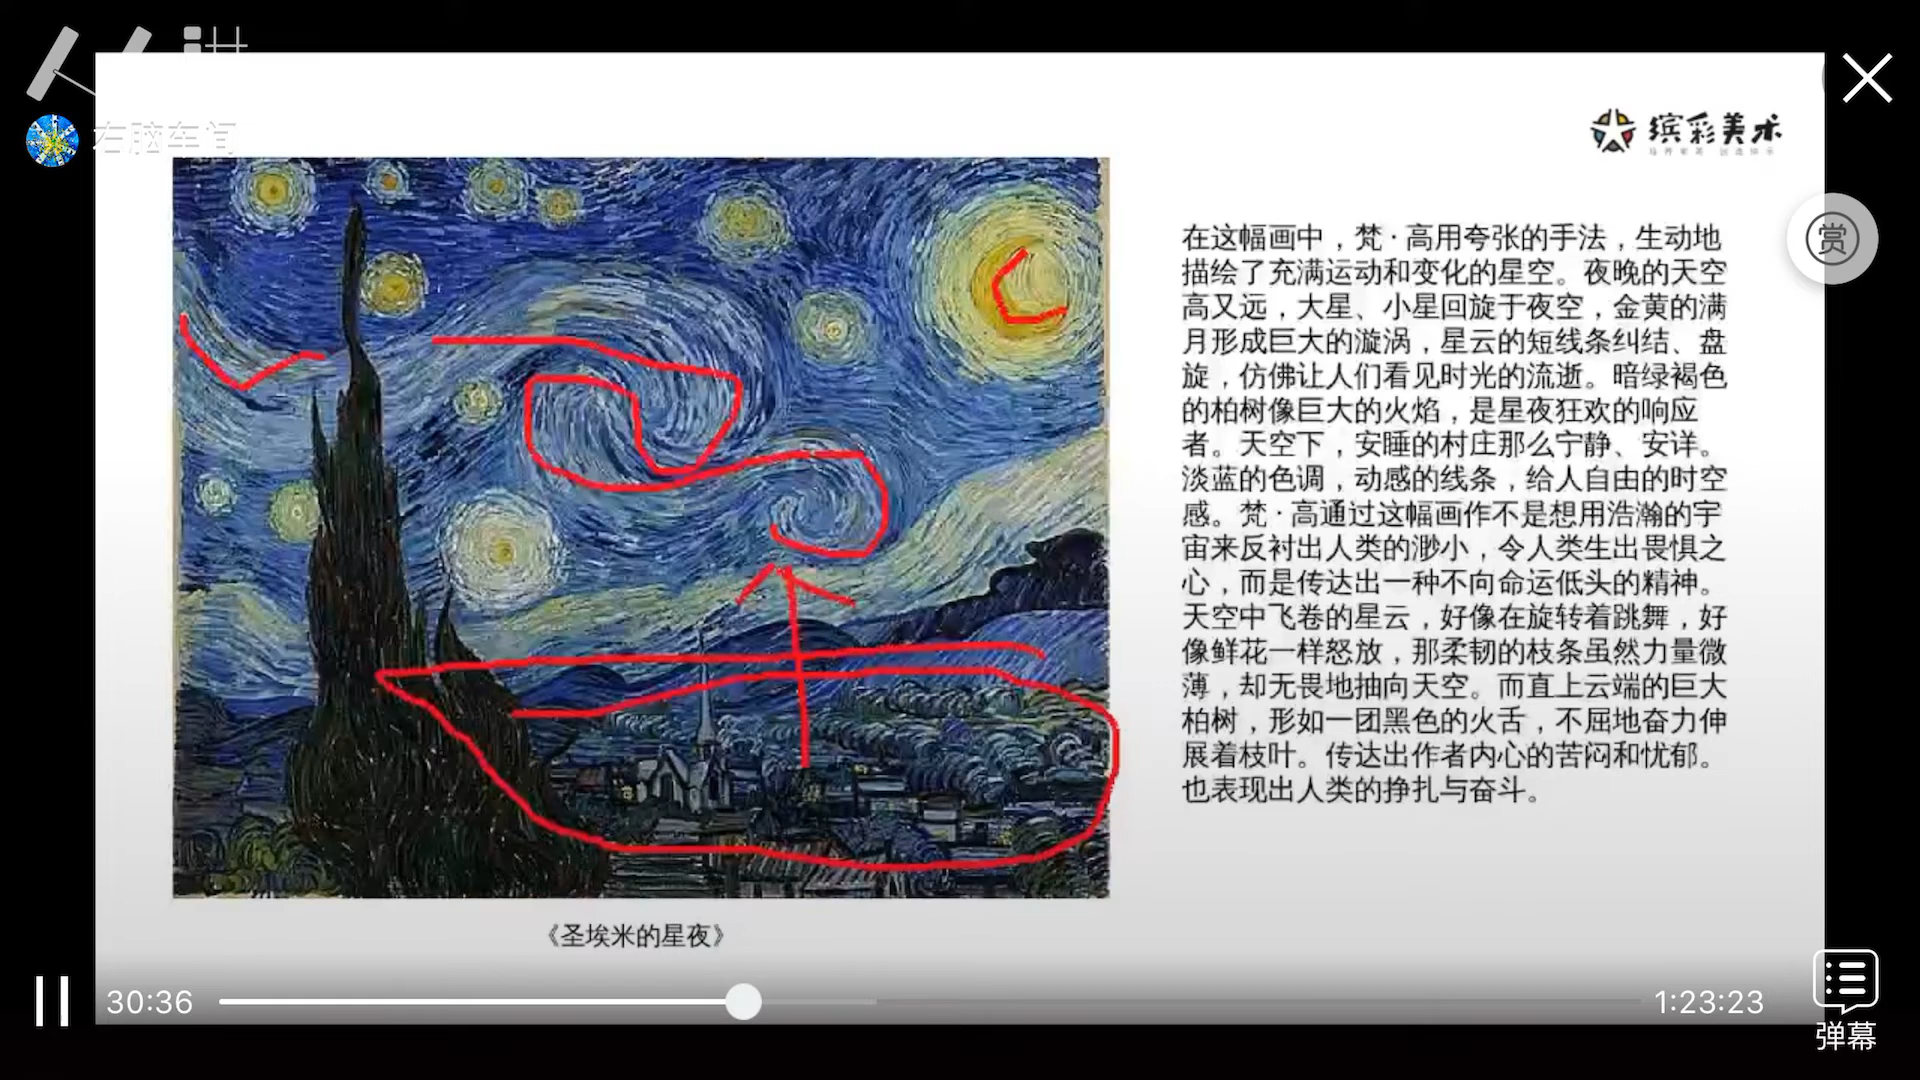 右脑车间
缤彩美术
赏
在这幅画中，梵·高用夸张的手法，生动地
描绘了充满运动和变化的星空。夜晚的天空
高又远，大星、小星回旋于夜空，金黄的满
月形成巨大的漩涡，星云的短线条纠结、盘
旋，仿佛让人们看见时光的流逝。暗绿褐色
的柏树像巨大的火焰，是星夜狂欢的响应
者。天空下，安睡的村庄那么宁静、安详。
淡蓝的色调，动感的线条，给人自由的时空
感。梵·高通过这幅画作不是想用浩瀚的宇
宙来反衬出人类的渺小，令人类生出畏惧之
心，而是传达出一种不向命运低头的精神。
天空中飞卷的星云，好像在旋转着跳舞，好
像鲜花一样怒放，那柔韧的枝条虽然力量微
薄，却无畏地抽向天空。而直上云端的巨大
柏树，形如一团黑色的火舌，不屈地奋力伸
展着枝叶。传达出作者内心的苦闷和忧郁。
也表现出人类的挣扎与奋斗。
《圣埃米的星夜》
30:36
1:23:23
弹幕